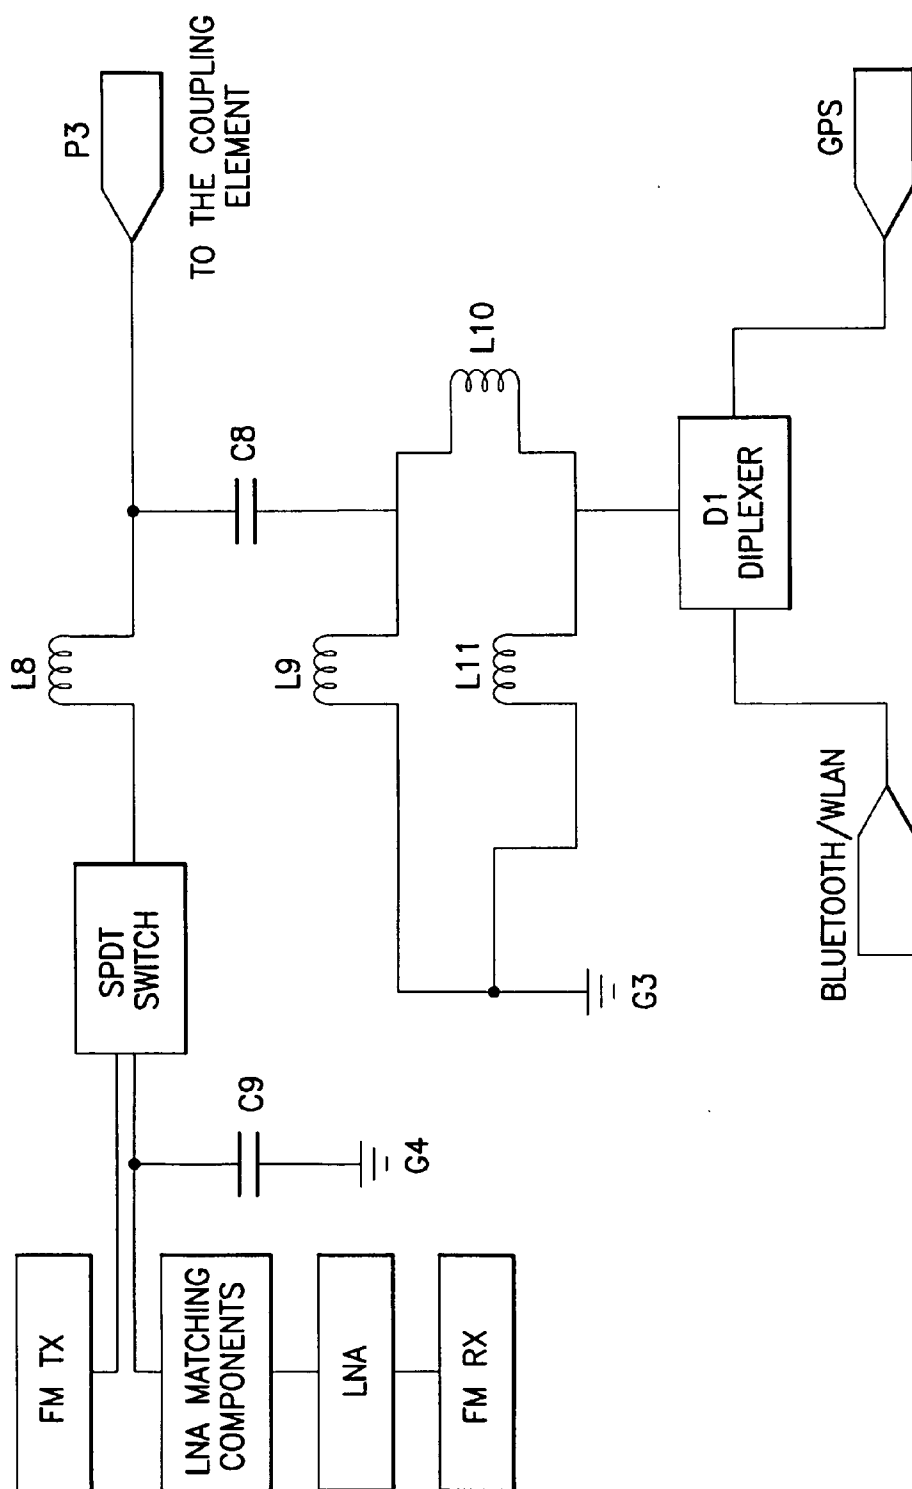 P3
TO THE COUPLING
ELEMENT
GPS
L10
C8
D1
DIPLEXER
L8
L9
L11
BLUETOOTH/WLAN
SPDT
SWITCH
G3
C9
G4
FM TX
LNA MATCHING
COMPONENTS
LNA
FM RX